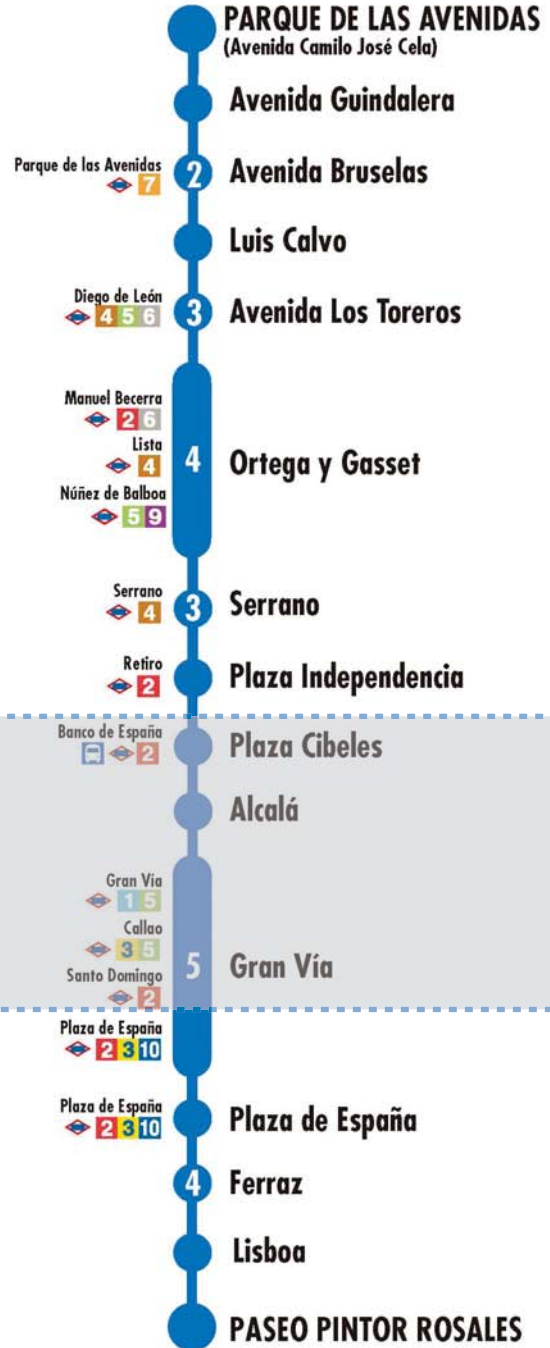 PARQUE DE LAS AVENIDAS
(Avenida Camilo José Cela)
Avenida Guindalera
Parque de las Avenidas
7
2
Avenida Bruselas
Luis Calvo
Diego de León
4 5 6
3
Avenida Los Toreros
Manuel Becerra
2 6
Lista
4
Núñez de Balboa
5 9
4
Ortega y Gasset
Serrano
4
3
Serrano
Retiro
2
Plaza Independencia
Banco de España
2
Plaza Cibeles
Alcalá
Gran Vía
1 5
Callao
3 5
Santo Domingo
2
5
Gran Vía
Plaza de España
2 3 10
Plaza de España
2 3 10
Plaza de España
4
Ferraz
Lisboa
PASEO PINTOR ROSALES